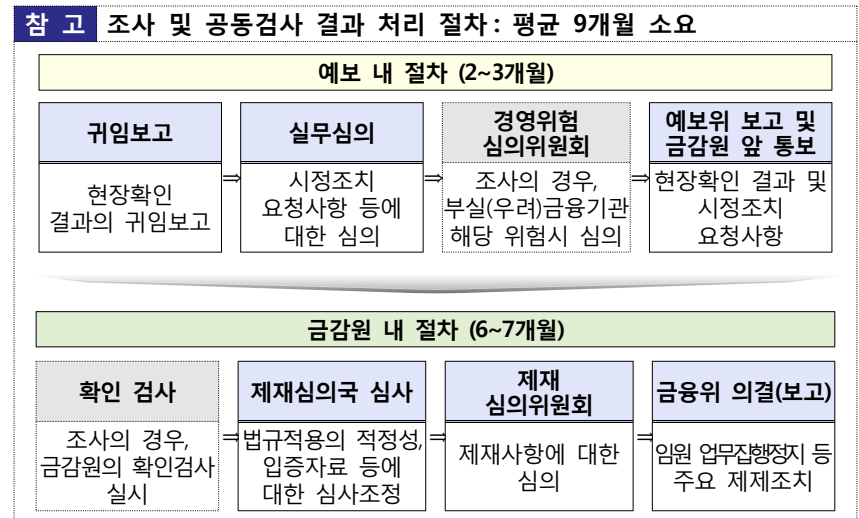 참 고 조사 및 공동검사 결과 처리 절차 : 평균 9개월 소요
예보 내 절차 (2~3개월)
귀임보고
현장확인
결과의 귀임보고
⇒
실무심의
시정조치
요청사항 등에
대한 심의
⇒
경영위험
심의위원회
조사의 경우,
부실(우려)금융기관
해당 위험시 심의
⇒
예보위 보고 및
금감원 앞 통보
현장확인 결과 및
시정조치
요청사항
금감원 내 절차 (6~7개월)
확인 검사
조사의 경우,
금감원의 확인검사
실시
⇒
제재심의국 심사
법규적용의 적정성,
입증자료 등에
대한 심사조정
⇒
제재
심의위원회
제재사항에 대한
심의
⇒
금융위 의결(보고)
임원 업무집행정지 등
주요 제제조치